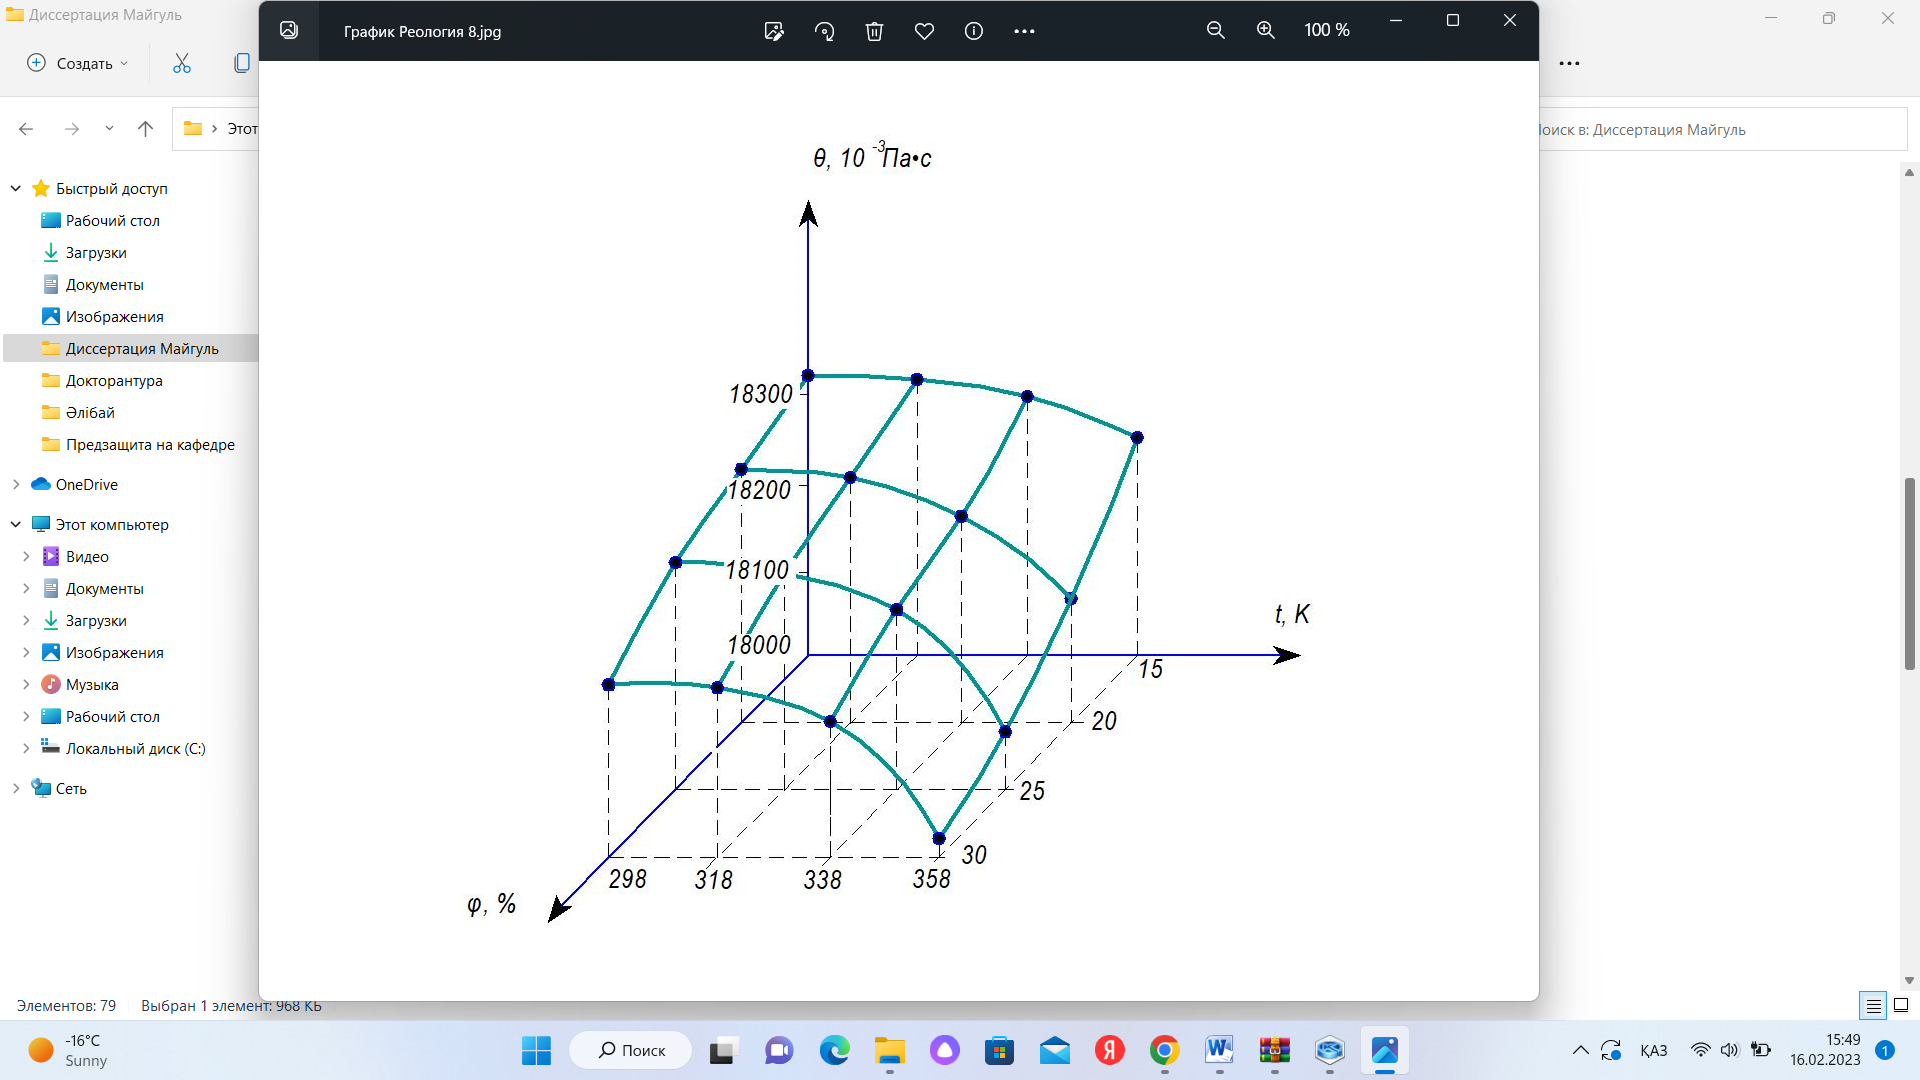 Диссертация Майгуль
График Реология 8.jpg
100 %
Создать
Этот
Поиск в: Диссертация Майгуль
Быстрый доступ
Рабочий стол
Загрузки
Документы
Изображения
Диссертация Майгуль
Докторантура
Әлібай
Предзащита на кафедре
OneDrive
Этот компьютер
Видео
Документы
Загрузки
Изображения
Музыка
Рабочий стол
Локальный диск (C:)
Сеть
θ, 10 -3 Па•с
18300
18200
18100
18000
t, K
15
20
25
30
298 318 338 358
φ, %
Элементов: 79 Выбран 1 элемент: 968 КБ
-16°C
Sunny
Поиск
ҚАЗ
15:49
16.02.2023
1